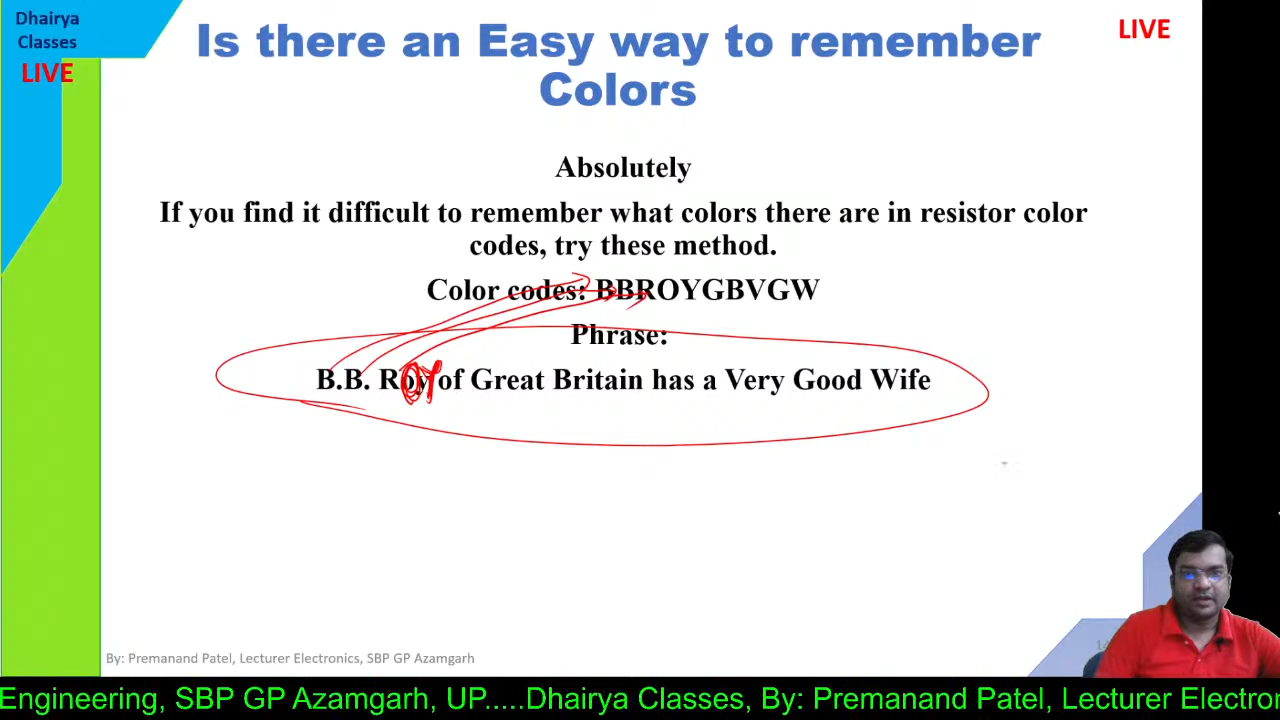 Dhairya
Classes
LIVE
Is there an Easy way to remember
Colors
LIVE
Absolutely
If you find it difficult to remember what colors there are in resistor color
codes, try these method.
Color codes: BBROYGBVGW
Phrase:
B.B. Roy of Great Britain has a Very Good Wife
By: Premanand Patel, Lecturer Electronics, SBP GP Azamgarh
Engineering, SBP GP Azamgarh, UP.....Dhairya Classes, By: Premanand Patel, Lecturer Electron